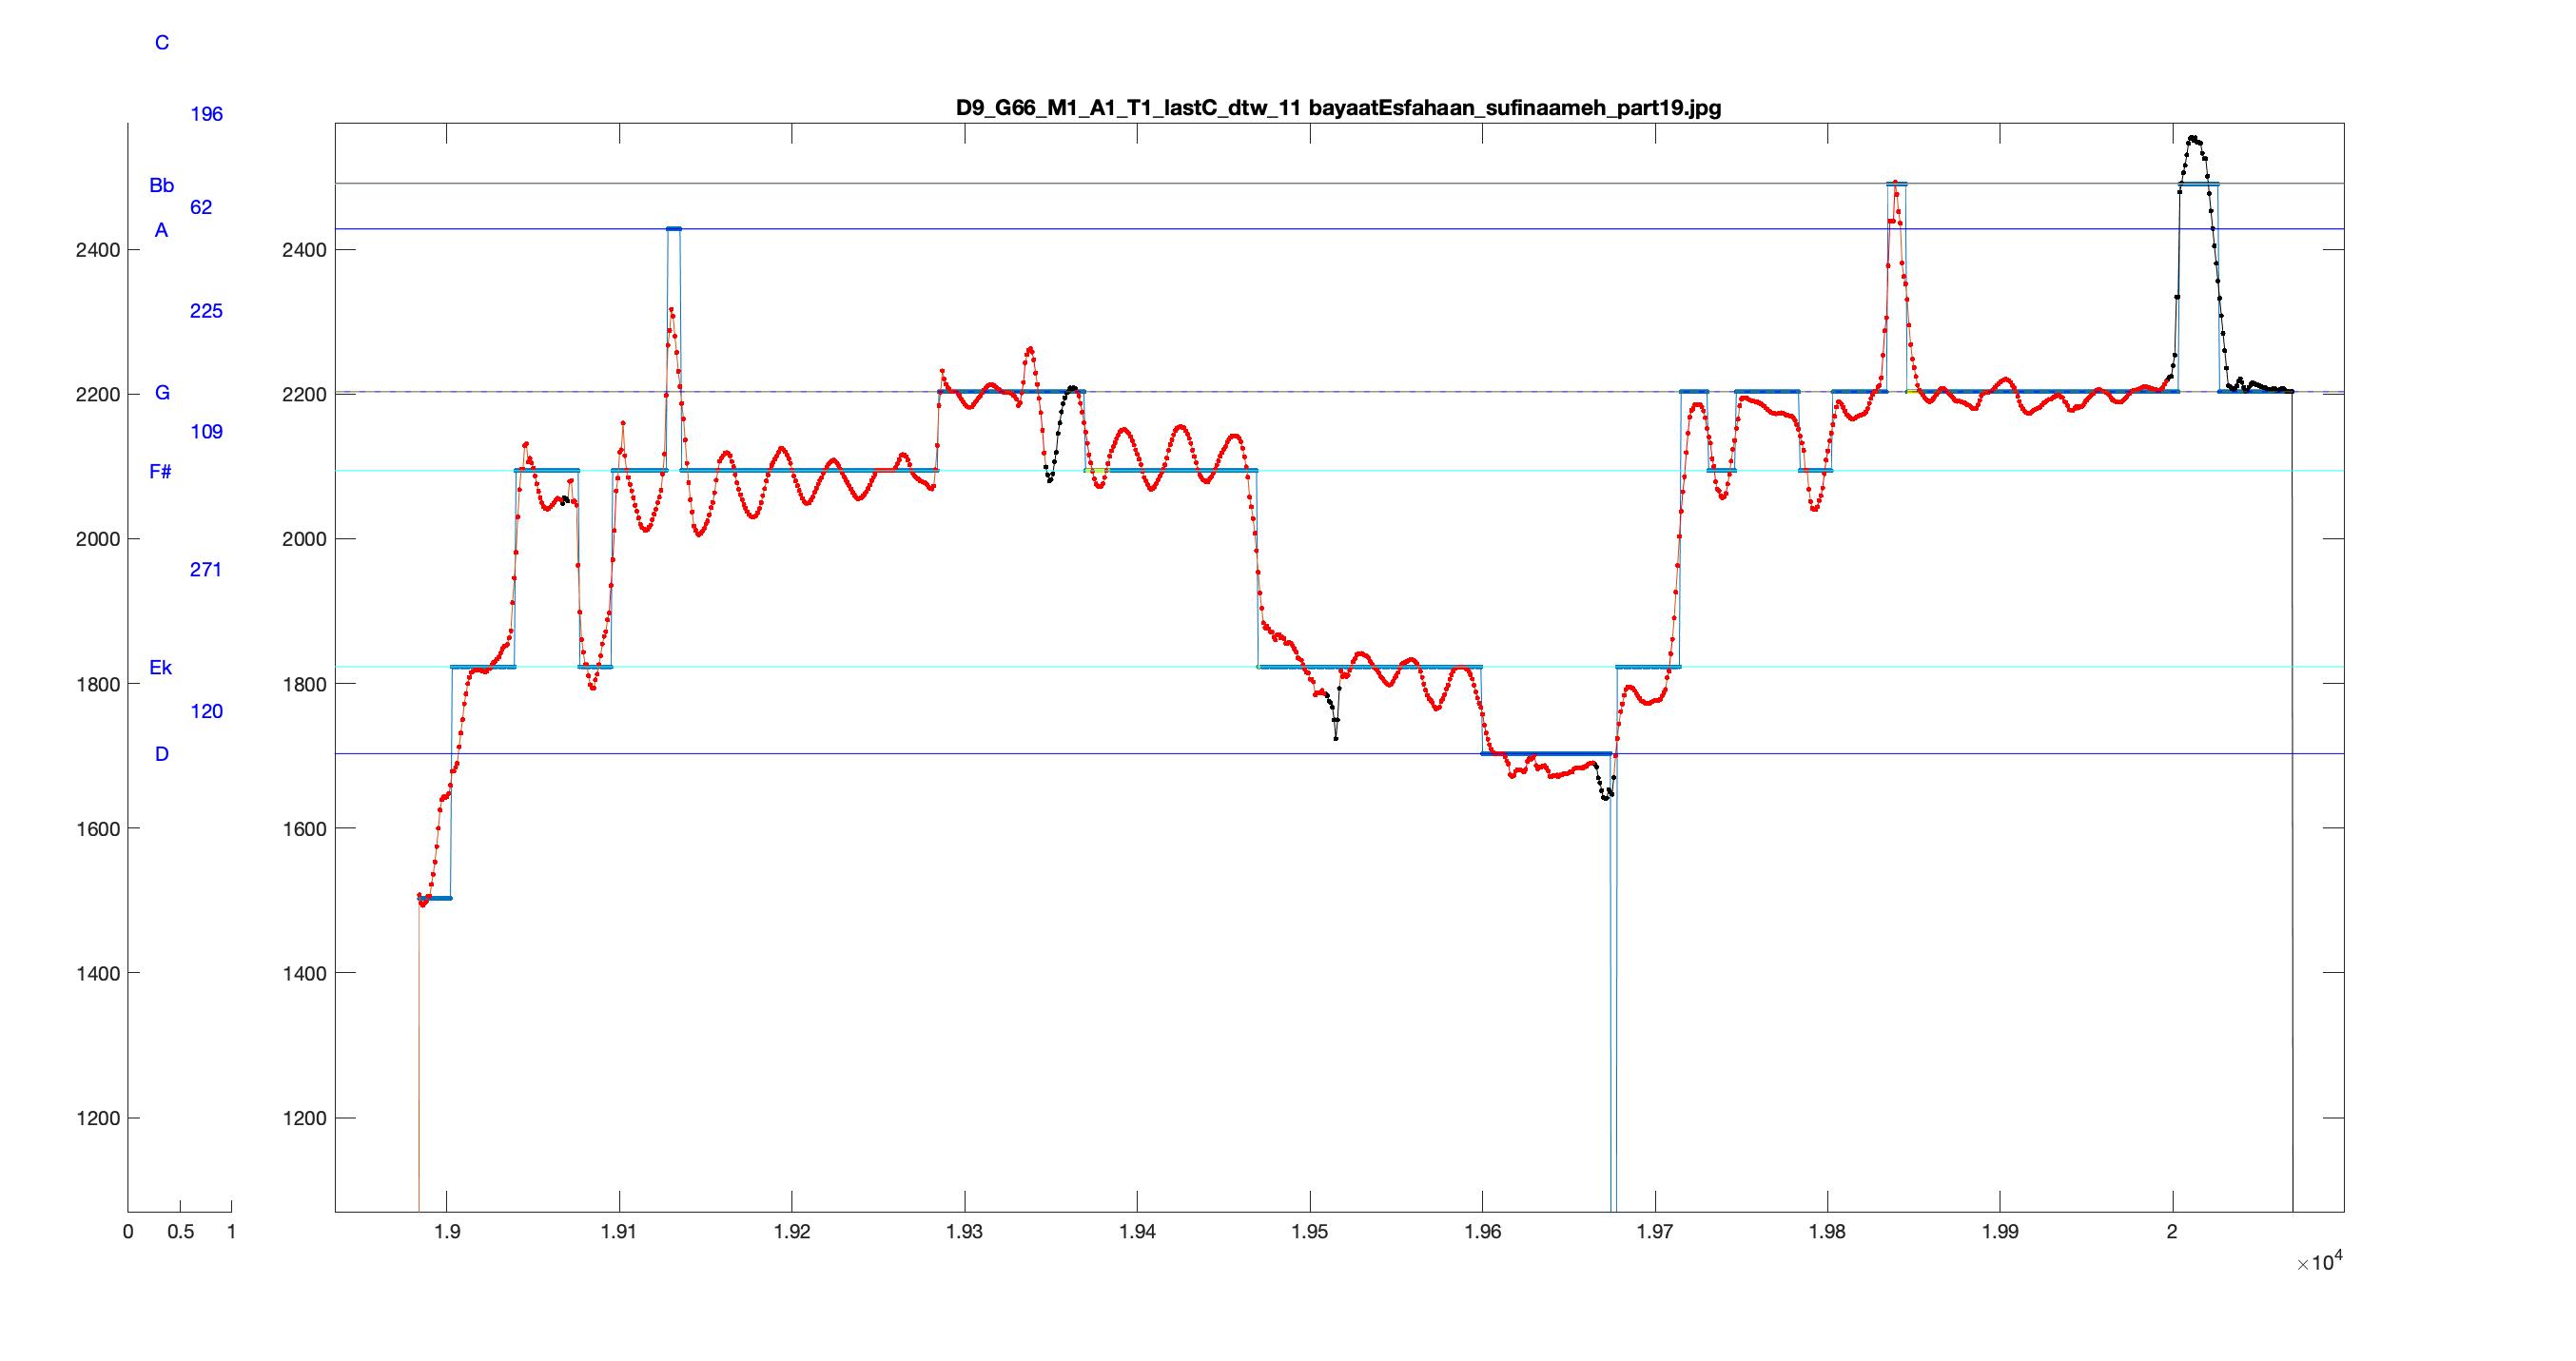 C
196
D9_G66_M1_A1_T1_lastC_dtw_11 bayaatEsfahaan_sufinaameh_part19.jpg
Bb
62
A
2400 2400
225
2200 G 2200
109
F#
2000 2000
271
Ek
1800 1800
120
D
1600 1600
1400 1400
1200 1200
0 0.5 1 1.9 1.91 1.92 1.93 1.94 1.95 1.96 1.97 1.98 1.99 2
×10⁴